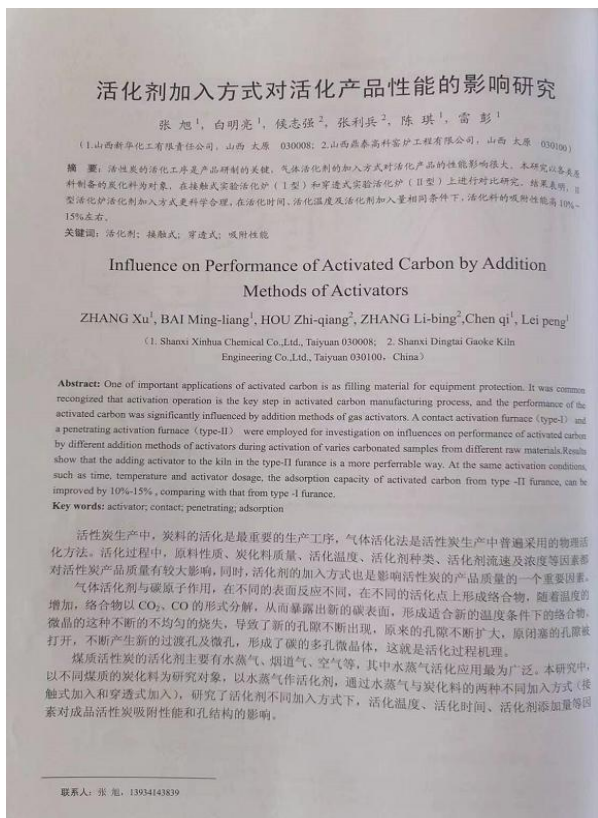 活化剂加入方式对活化产品性能的影响研究
张 旭1，白明亮1，候志强2，张利兵2，陈 琪1，雷 彭1
（1.山西新华化工有限责任公司，山西 太原 030008；2.山西鼎泰高科窑炉工程有限公司，山西 太原 030100）
摘 要：活性炭的活化工序是产品研制的关键，气体活化剂的加入方式对活化产品的性能影响很大。本研究以各类原
料制备的炭化料为对象，在接触式实验活化炉（Ⅰ型）和穿透式实验活化炉（Ⅱ型）上进行对比研究。结果表明，Ⅱ
型活化炉活化剂加入方式更科学合理，在活化时间、活化温度及活化剂加入量相同条件下，活化料的吸附性能高10%~
15%左右。
关键词：活化剂；接触式；穿透式；吸附性能
Influence on Performance of Activated Carbon by Addition
Methods of Activators
ZHANG Xu1, BAI Ming-liang1, HOU Zhi-qiang2, ZHANG Li-bing2,Chen qi1, Lei peng1
（1. Shanxi Xinhua Chemical Co.,Ltd., Taiyuan 030008； 2. Shanxi Dingtai Gaoke Kiln
Engineering Co.,Ltd., Taiyuan 030100，China）
Abstract: One of important applications of activated carbon is as filling material for equipment protection. It was common
recongized that activation operation is the key step in activated carbon manufacturing process, and the performance of the
activated carbon was significantly influenced by addition methods of gas activators. A contact activation furnace（type-I） and
a penetrating activation furnace（type-II） were employed for investigation on influences on performance of activated carbon
by different addition methods of activators during activation of varies carbonated samples from different raw materials.Results
show that the adding activator to the kiln in the type-II furance is a more perferrable way. At the same activation conditions,
such as time, temperature and activator dosage, the adsorption capacity of activated carbon from type -II furance, can be
improved by 10%-15% , comparing with that from type -I furance.
Key words: activator; contact; penetrating; adsorption
活性炭生产中，炭料的活化是最重要的生产工序，气体活化法是活性炭生产中普遍采用的物理活
化方法。活化过程中，原料性质、炭化料质量、暴露活化温度、活化剂种类、活化剂流速及浓度等因素都
对活性炭产品质量有较大影响，同时，活化剂的加入方式也是影响活性炭的产品质量的一个重要因素。
气体活化剂与碳原子作用，在不同的表面反应不同，在不同的活化点上形成络合物，随着温度的
增加，络合物以 CO2、CO 的形式分解，从而暴露出新的碳表面，形成适合新的温度条件下的络合物，
微晶的这种不断的不均匀的烧失，导致了新的孔隙不断出现，原来的孔隙不断扩大，原闭塞的孔隙被
打开，不断产生新的过渡孔及微孔，形成了碳的多孔微晶体，这就是活化过程机理。
煤质活性炭的活化剂主要有水蒸气、烟道气、空气等，其中水蒸气活化应用最为广泛。本研究中，
以不同煤质的炭化料为研究对象，以水蒸气作活化剂，通过水蒸气与炭化料的两种不同加入方式（接
触式加入和穿透式加入），研究了活化剂不同加入方式下，活化温度、活化时间、活化剂添加量等因
素对成品活性炭吸附性能和孔结构的影响。
联系人：张 旭，13934143839